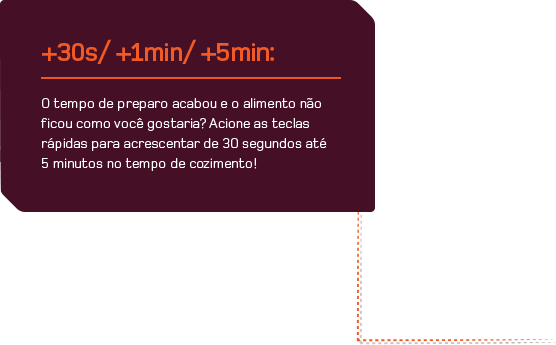 +30s/ +1min/ +5min:
O tempo de preparo acabou e o alimento não
ficou como você gostaria? Acione as teclas
rápidas para acrescentar de 30 segundos até
5 minutos no tempo de cozimento!